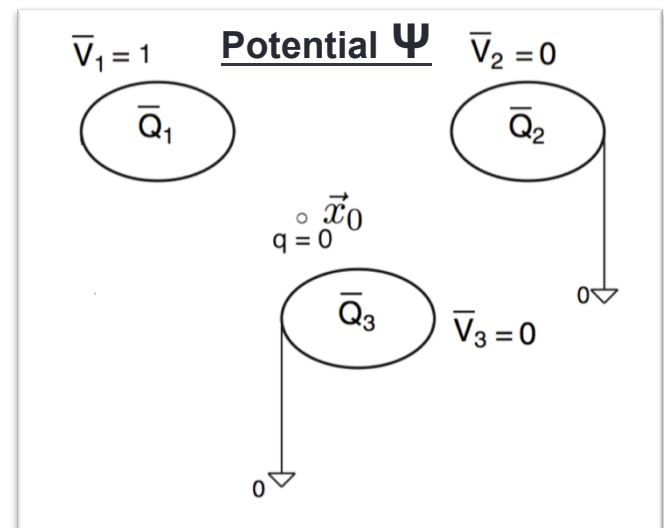 Potential Ψ
V̅₁ = 1
V̅₂ = 0
Q̅₁
Q̅₂
x⃗₀
q = 0
0
Q̅₃
V̅₃ = 0
0